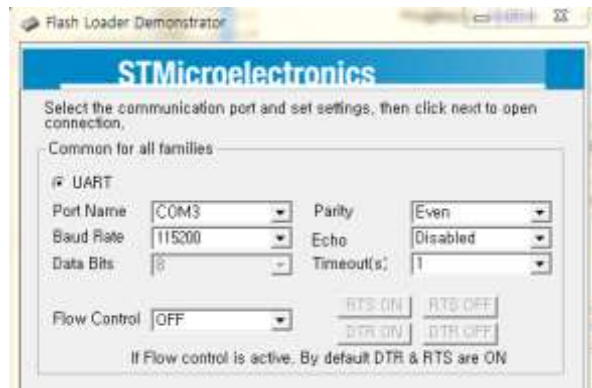 Flash Loader Demonstrator
STMicroelectronics
Select the communication port and set settings, then click next to open
connection,
Common for all families
UART
Port Name COM3 Parity Even
Baud Rate 115200 Echo Disabled
Data Bits 8 Timeout(s) 1
RTS ON RTS OFF
Flow Control OFF
DTR ON DTR OFF
If Flow control is active, By default DTR & RTS are ON